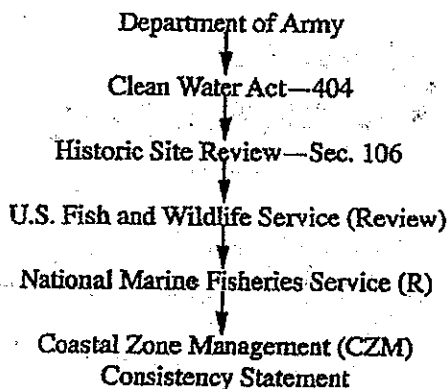 Department of Army
Clean Water Act—404
Historic Site Review—Sec. 106
U.S. Fish and Wildlife Service (Review)
National Marine Fisheries Service (R)
Coastal Zone Management (CZM)
Consistency Statement